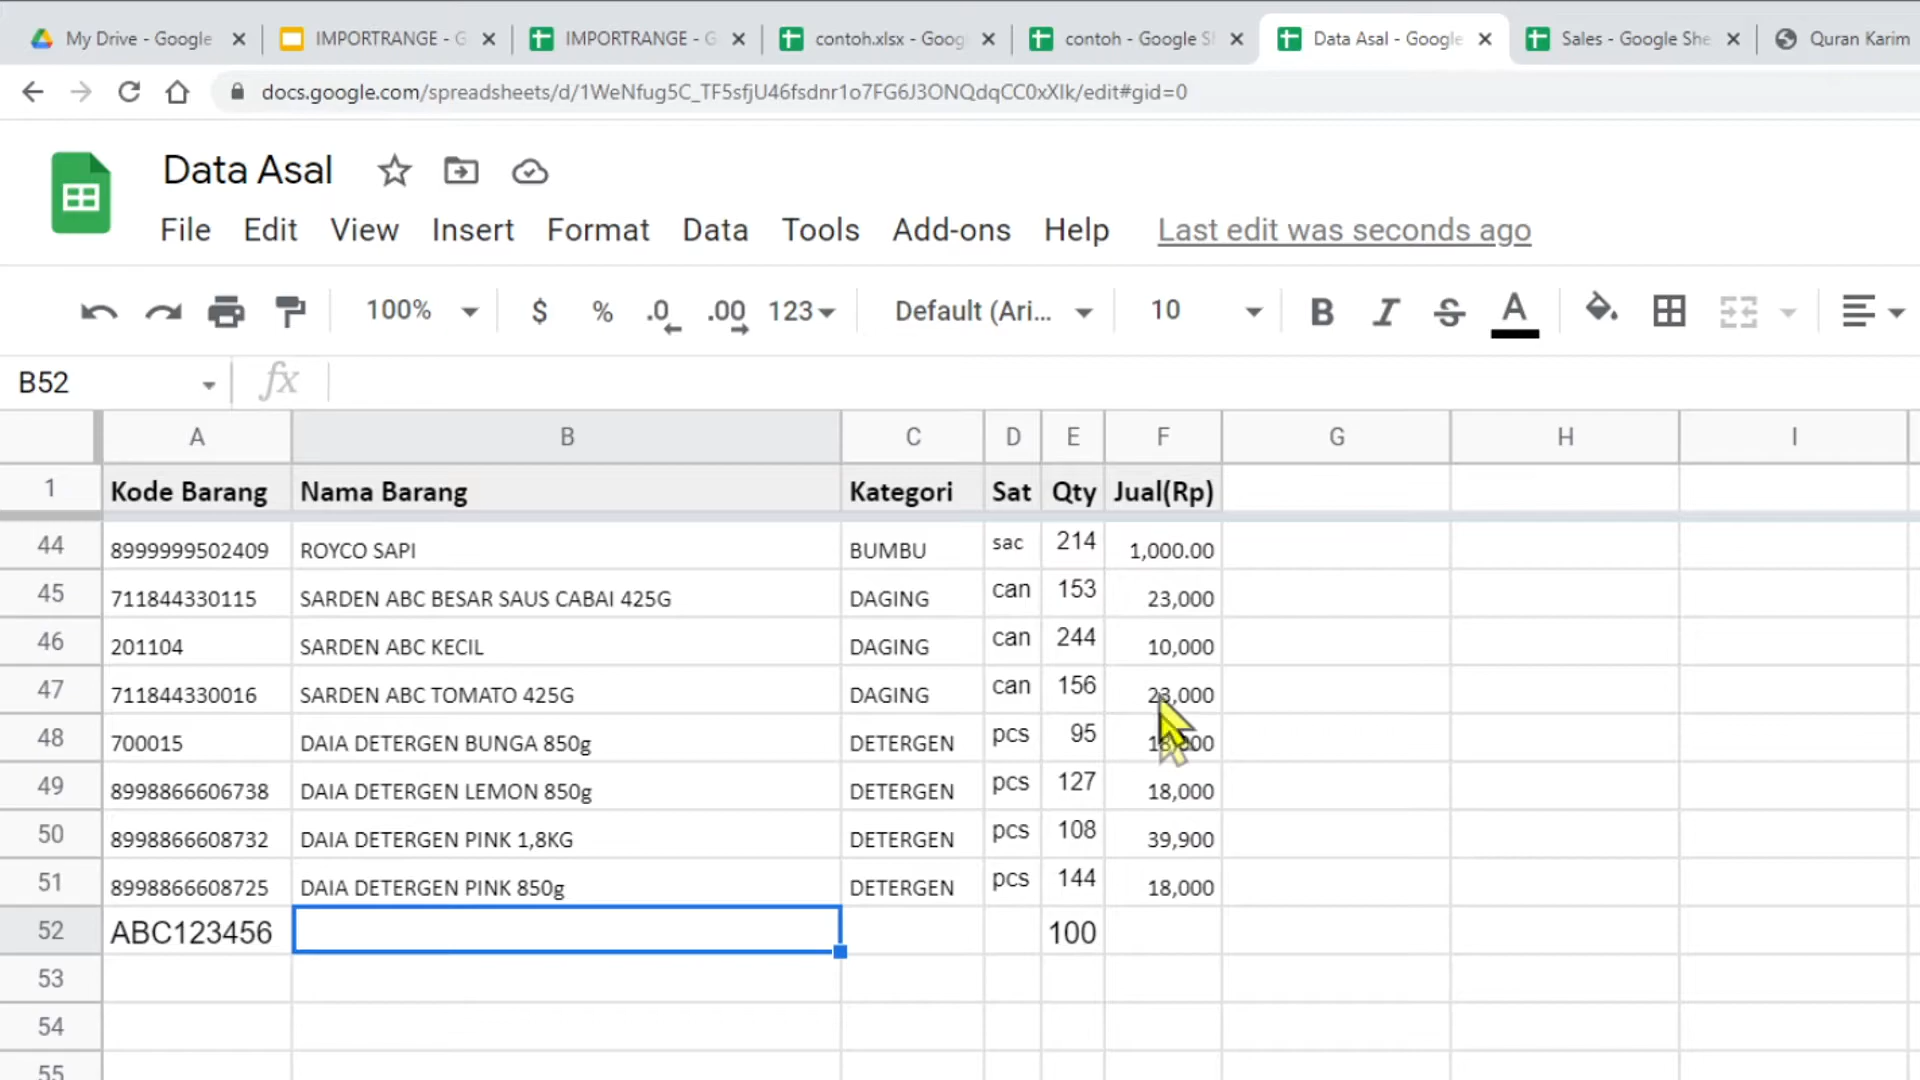 My Drive - Google IMPORTRANGE - G IMPORTRANGE - G contoh.xlsx - Goog contoh - Google S Data Asal - Google Sales - Google She Quran Karim
docs.google.com/spreadsheets/d/1WeNfug5C_TF5sfjU46fsdnr1o7FG6J3ONQdqCC0xXIk/edit#gid=0
Data Asal
File Edit View Insert Format Data Tools Add-ons Help Last edit was seconds ago
100% $ % .0 .00 123 Default (Ari... 10 B I S A
B52 fx
A B C D E F G H I
1 Kode Barang Nama Barang Kategori Sat Qty Jual(Rp)
44 8999999502409 ROYCO SAPI BUMBU sac 214 1,000.00
45 711844330115 SARDEN ABC BESAR SAUS CABAI 425G DAGING can 153 23,000
46 201104 SARDEN ABC KECIL DAGING can 244 10,000
47 711844330016 SARDEN ABC TOMATO 425G DAGING can 156 23,000
48 700015 DAIA DETERGEN BUNGA 850g DETERGEN pcs 95
49 8998866606738 DAIA DETERGEN LEMON 850g DETERGEN pcs 127 18,000
50 8998866608732 DAIA DETERGEN PINK 1,8KG DETERGEN pcs 108 39,900
51 8998866608725 DAIA DETERGEN PINK 850g DETERGEN pcs 144 18,000
52 ABC123456 100
53
54
55